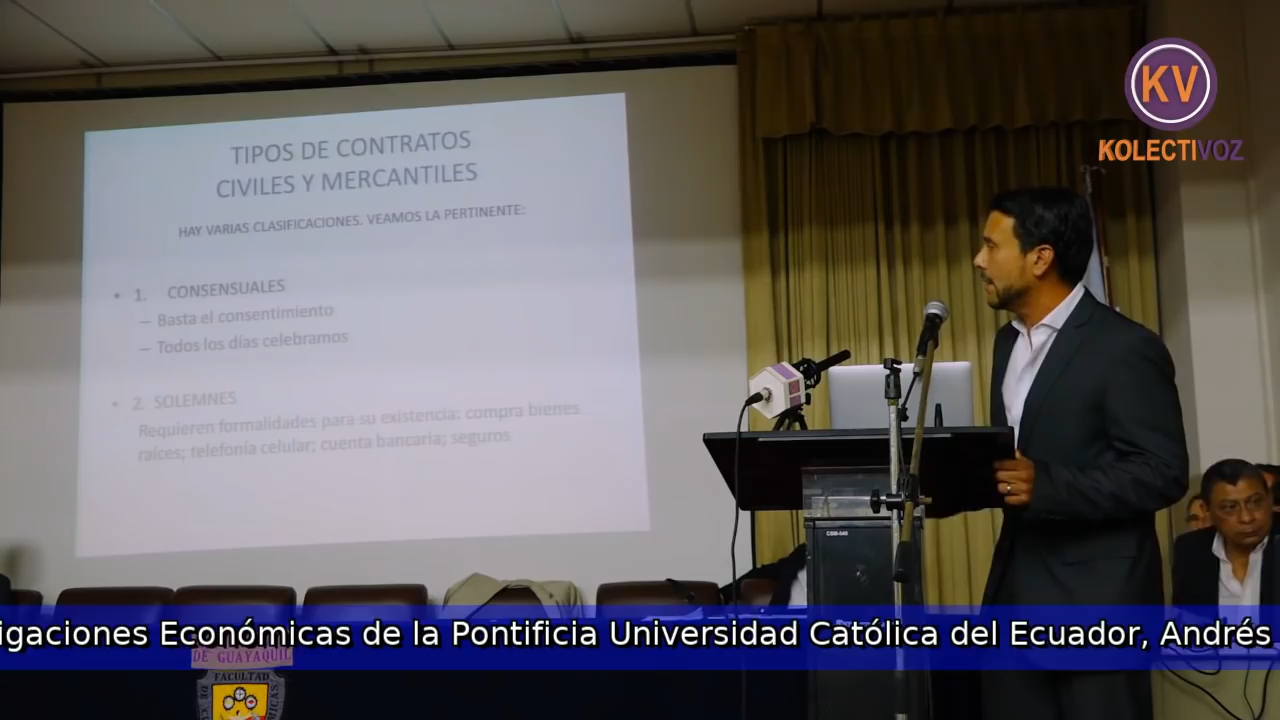 KV
KOLECTIVOZ
TIPOS DE CONTRATOS
CIVILES Y MERCANTILES
HAY VARIAS CLASIFICACIONES. VEAMOS LA PERTINENTE:
• 1. CONSENSUALES
– Basta el consentimiento
– Todos los días celebramos
• 2. SOLEMNES
Requieren formalidades para su existencia: compra bienes
raíces; telefonía celular; cuenta bancaria; seguros
igaciones Económicas de la Pontificia Universidad Católica del Ecuador, Andrés
DE GUAYAQUIL
FACULTAD